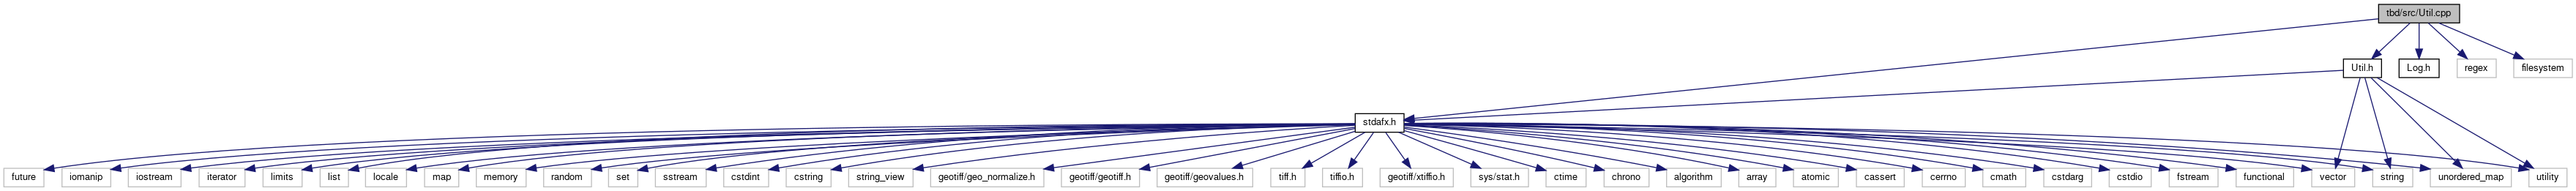 tbd/src/Util.cpp
Util.h
Log.h
regex
filesystem
stdafx.h
future
iomanip
iostream
iterator
limits
list
locale
map
memory
random
set
sstream
cstdint
cstring
string_view
geotiff/geo_normalize.h
geotiff/geotiff.h
geotiff/geovalues.h
tiff.h
tiffio.h
geotiff/xtiffio.h
sys/stat.h
ctime
chrono
algorithm
array
atomic
cassert
cerrno
cmath
cstdarg
cstdio
fstream
functional
vector
string
unordered_map
utility